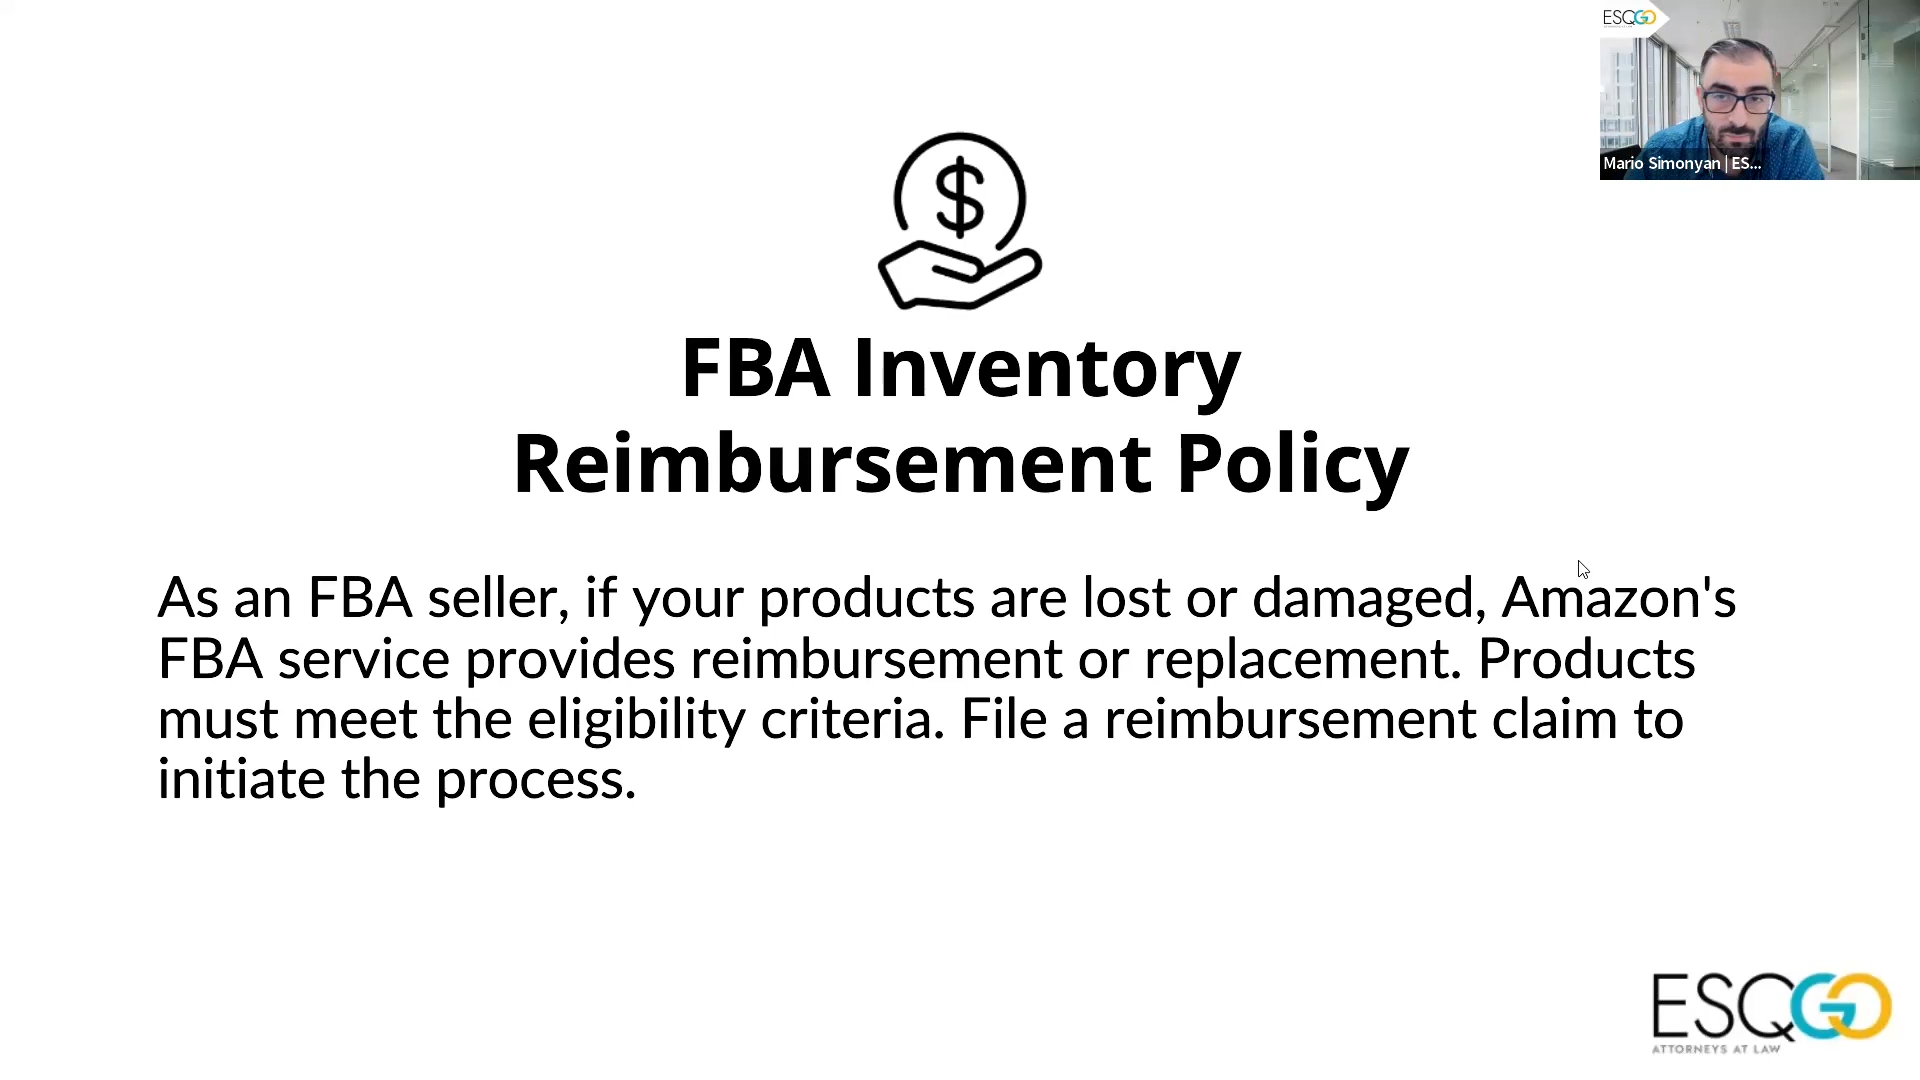 ESQGO
Mario Simonyan | ES...
$
FBA Inventory
Reimbursement Policy
As an FBA seller, if your products are lost or damaged, Amazon's
FBA service provides reimbursement or replacement. Products
must meet the eligibility criteria. File a reimbursement claim to
initiate the process.
ESQGO
ATTORNEYS AT LAW